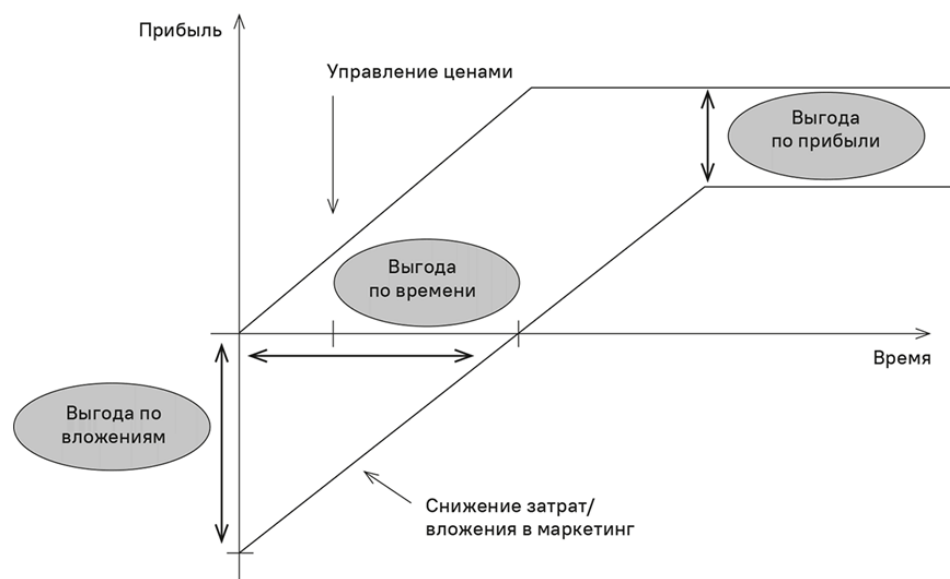 Прибыль
Управление ценами
Выгода
по прибыли
Выгода
по времени
Время
Выгода по
вложениям
Снижение затрат/
вложения в маркетинг